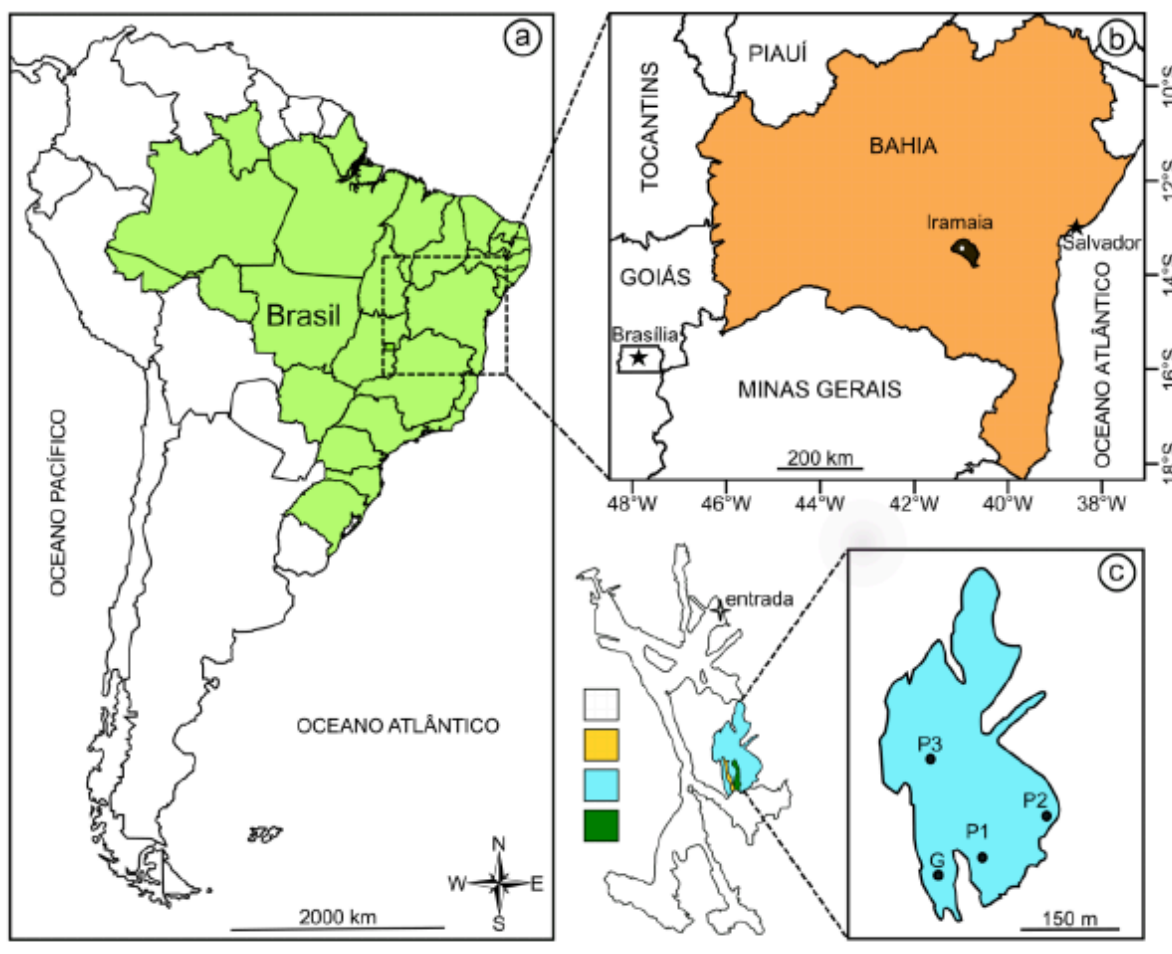 a
Brasil
OCEANO PACÍFICO
OCEANO ATLÂNTICO
N
W
E
S
2000 km
b
PIAUÍ
TOCANTINS
BAHIA
Iramaia
Salvador
GOIÁS
Brasília
MINAS GERAIS
OCEANO ATLÂNTICO
200 km
10°S
12°S
14°S
16°S
18°S
48°W
46°W
44°W
42°W
40°W
38°W
entrada
c
P3
P2
P1
G
150 m